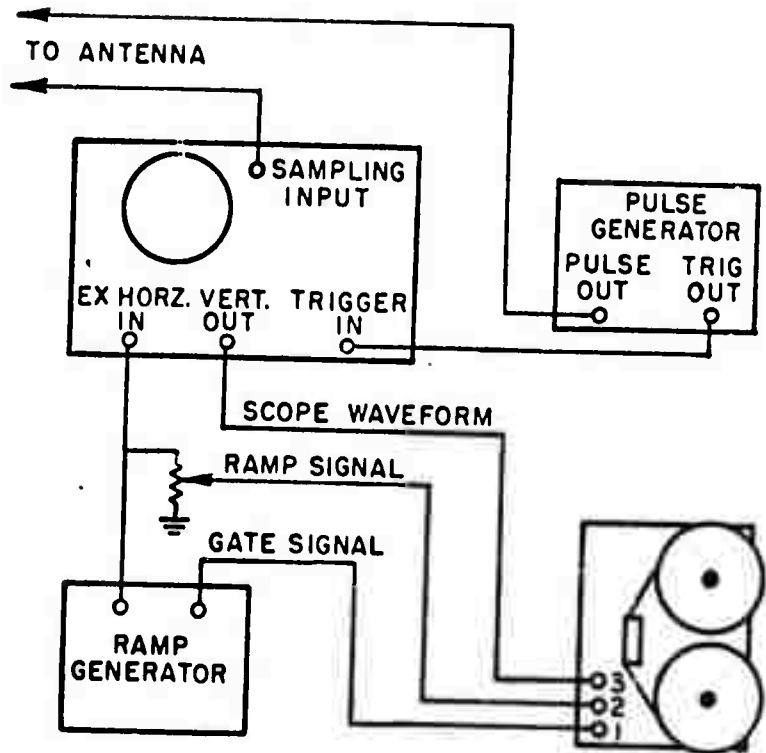 TO ANTENNA
SAMPLING
INPUT
PULSE
GENERATOR
PULSE
OUT
TRIG
OUT
EX HORZ.
IN
VERT.
OUT
TRIGGER
IN
SCOPE WAVEFORM
RAMP SIGNAL
GATE SIGNAL
RAMP
GENERATOR
3
2
1